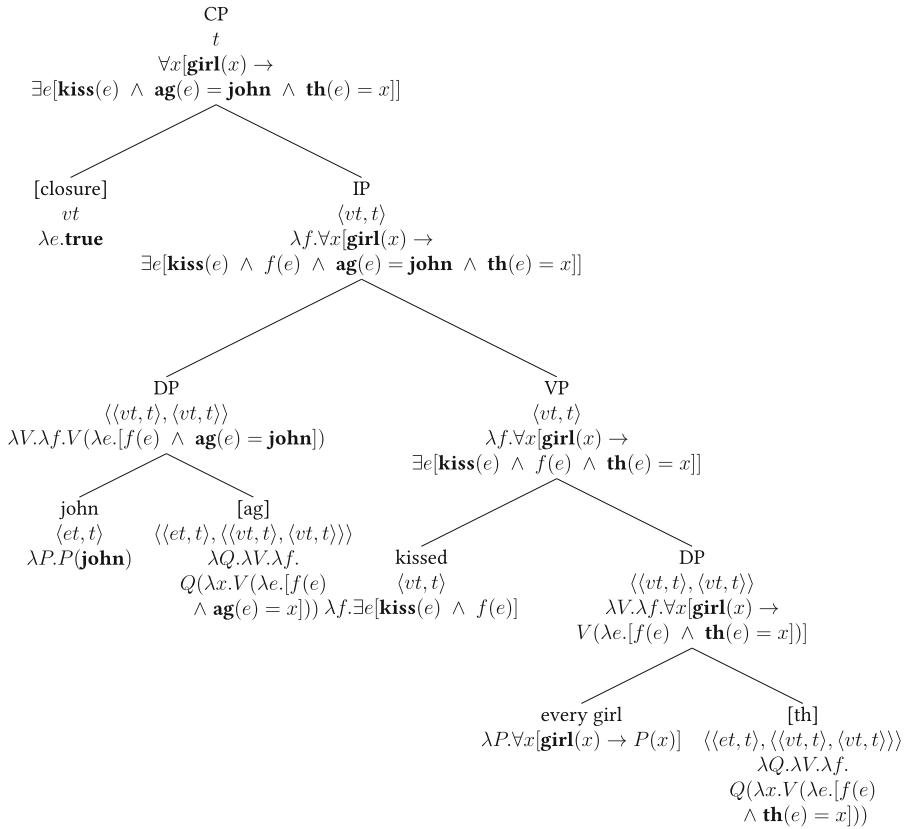 CP
t
∀x[girl(x) →
∃e[kiss(e) ∧ ag(e) = john ∧ th(e) = x]]
[closure]
vt
λe.true
IP
⟨vt, t⟩
λf.∀x[girl(x) →
∃e[kiss(e) ∧ f(e) ∧ ag(e) = john ∧ th(e) = x]]
DP
⟨⟨vt, t⟩, ⟨vt, t⟩⟩
λV.λf.V(λe.[f(e) ∧ ag(e) = john])
VP
⟨vt, t⟩
λf.∀x[girl(x) →
∃e[kiss(e) ∧ f(e) ∧ th(e) = x]]
john
⟨et, t⟩
λP.P(john)
[ag]
⟨⟨et, t⟩, ⟨⟨vt, t⟩, ⟨vt, t⟩⟩⟩
λQ.λV.λf.
Q(λx.V(λe.[f(e)
∧ ag(e) = x]))
kissed
⟨vt, t⟩
λf.∃e[kiss(e) ∧ f(e)]
DP
⟨⟨vt, t⟩, ⟨vt, t⟩⟩
λV.λf.∀x[girl(x) →
V(λe.[f(e) ∧ th(e) = x])]
every girl
λP.∀x[girl(x) → P(x)]
[th]
⟨⟨et, t⟩, ⟨⟨vt, t⟩, ⟨vt, t⟩⟩⟩
λQ.λV.λf.
Q(λx.V(λe.[f(e)
∧ th(e) = x]))